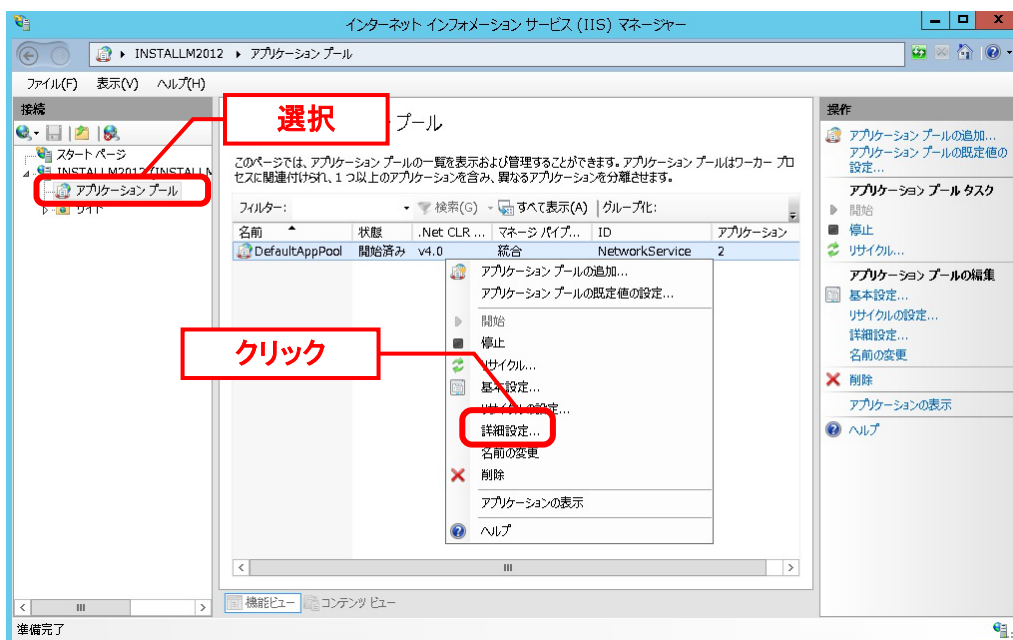 インターネット インフォメーション サービス (IIS) マネージャー
INSTALLM2012 アプリケーション プール
ファイル(F) 表示(V) ヘルプ(H)
接続
スタート ページ
INSTALLM2012 (INSTALLM
アプリケーション プール
サイト
選択
プール
このページでは、アプリケーション プールの一覧を表示および管理することができます。アプリケーション プールはワーカー プロ
セスに関連付けられ、1 つ以上のアプリケーションを含み、異なるアプリケーションを分離させます。
フィルター: 検索(G) すべて表示(A) グループ化:
名前 状態 .Net CLR ... マネージ パイプ... ID アプリケーション
DefaultAppPool 開始済み v4.0 統合 NetworkService 2
アプリケーション プールの追加...
アプリケーション プールの既定値の設定...
開始
停止
リサイクル...
基本設定...
リサイクルの設定...
詳細設定...
名前の変更
削除
アプリケーションの表示
ヘルプ
クリック
機能ビュー コンテンツ ビュー
操作
アプリケーション プールの追加...
アプリケーション プールの既定値の
設定...
アプリケーション プール タスク
開始
停止
リサイクル...
アプリケーション プールの編集
基本設定...
リサイクルの設定...
詳細設定...
名前の変更
削除
アプリケーションの表示
ヘルプ
準備完了